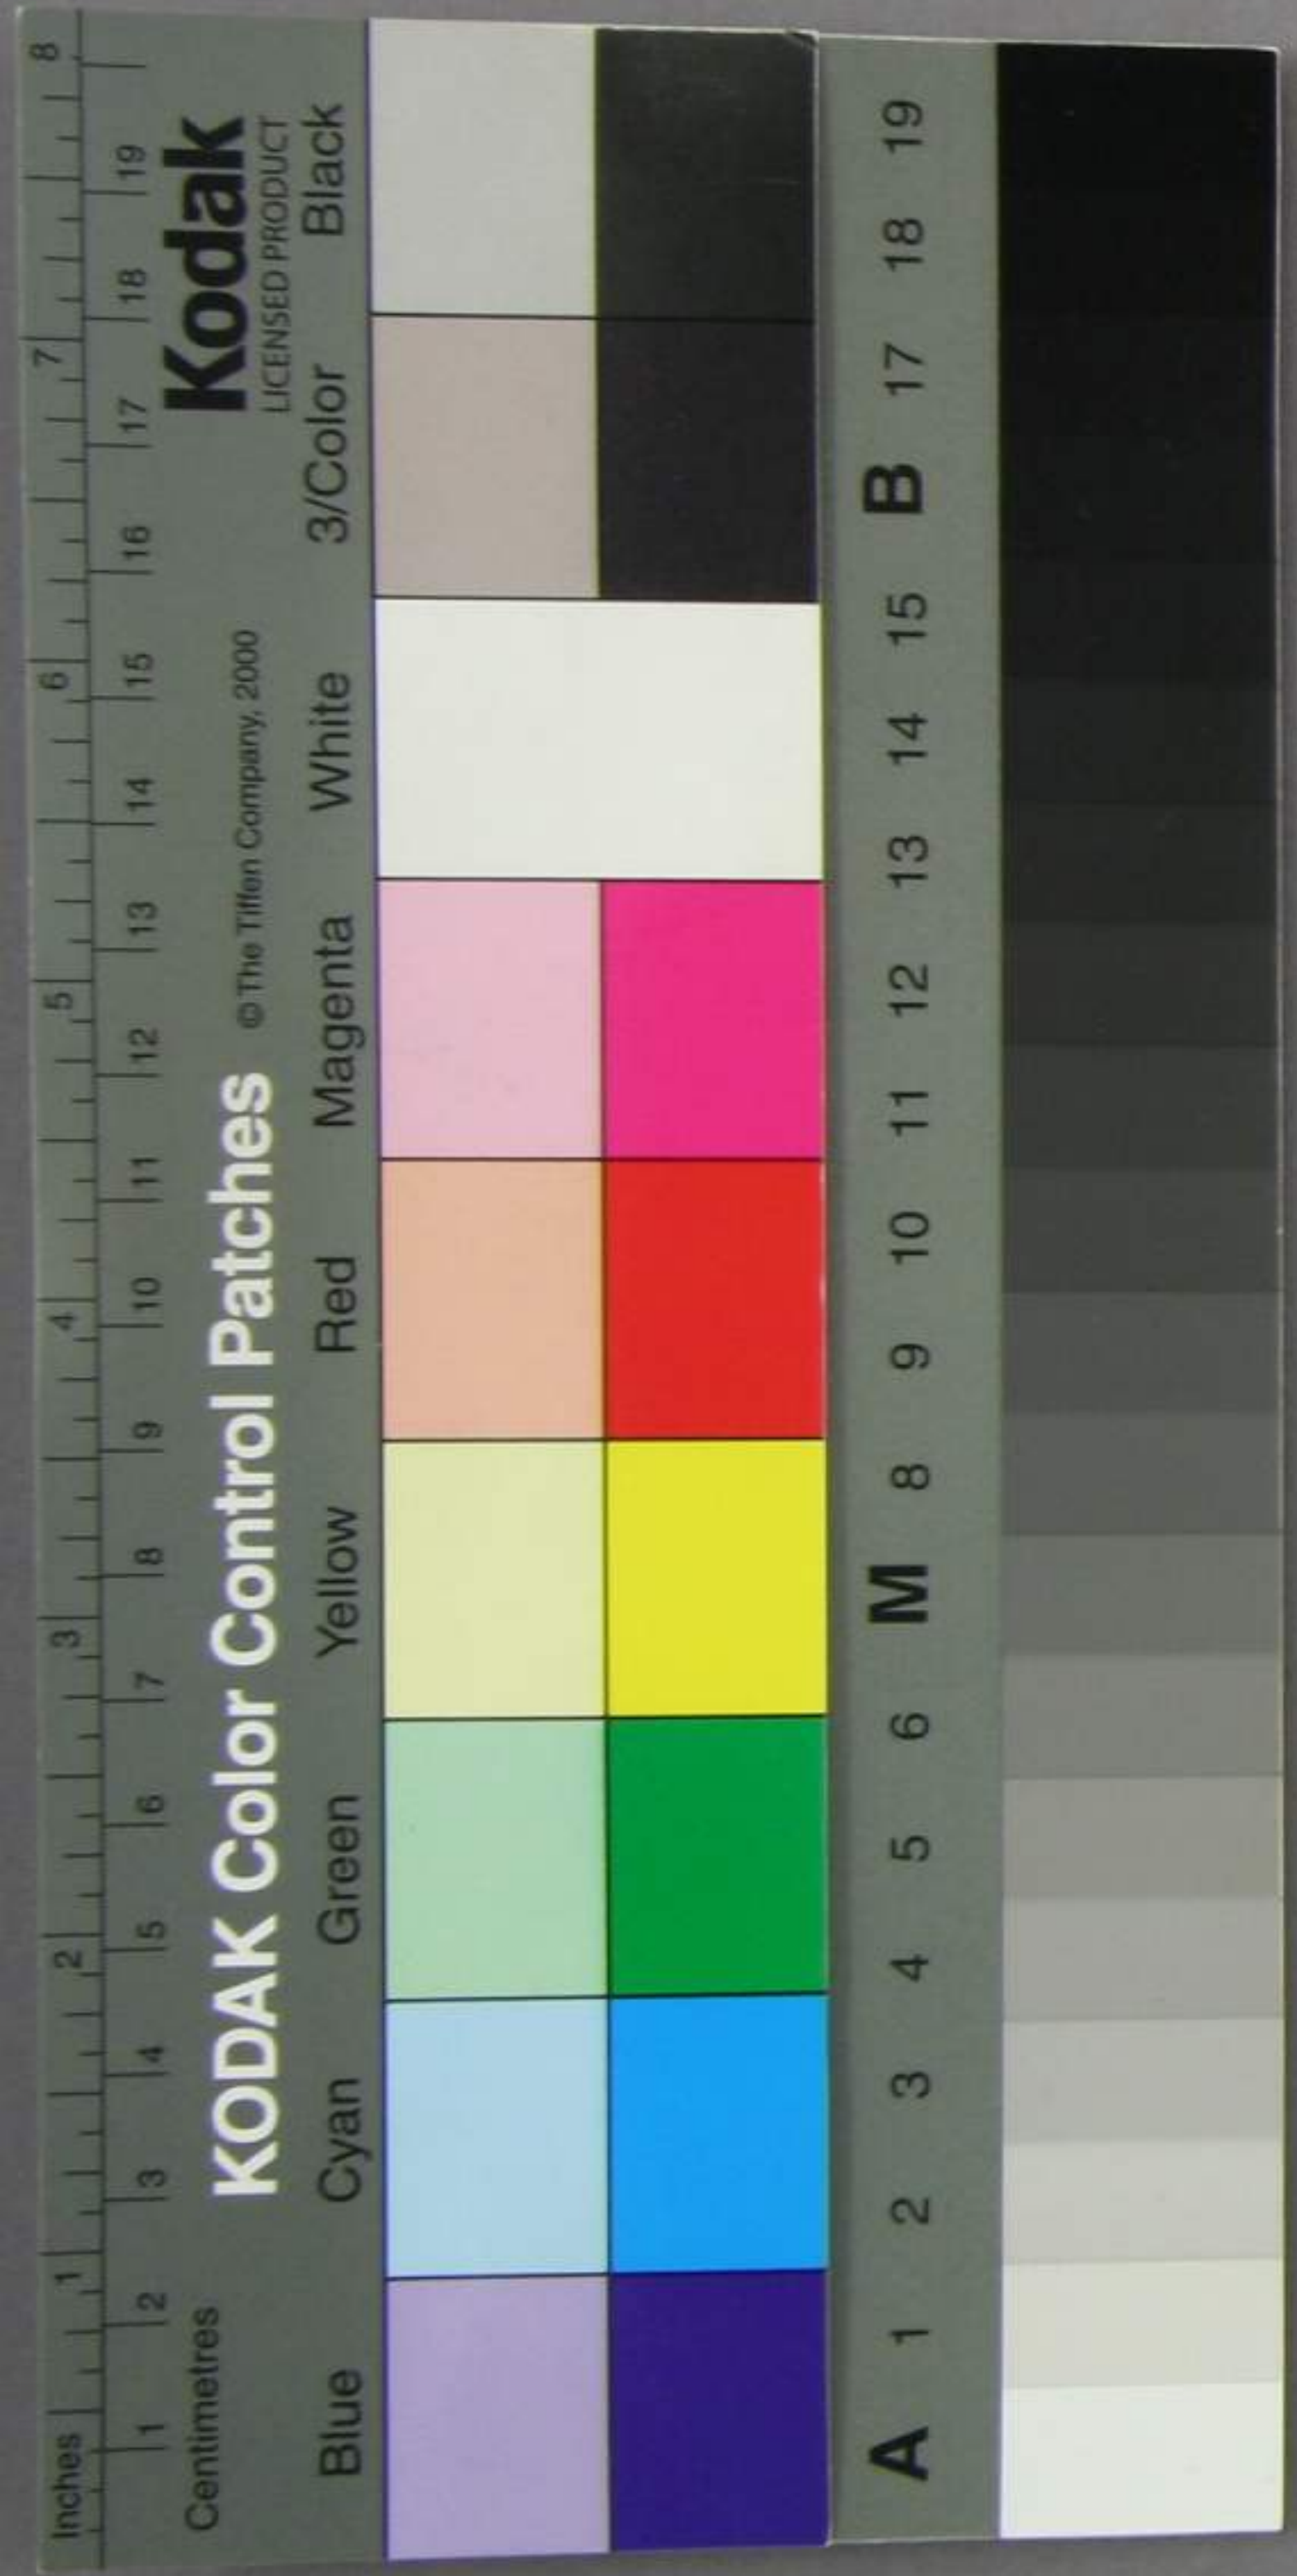 Inches 1 2 3 4 5 6 7 8
1 2 3 4 5 6 7 8 9 10 11 12 13 14 15 16 17 18 19
Centimetres
KODAK Color Control Patches © The Tiffen Company, 2000
Kodak
LICENSED PRODUCT
Blue Cyan Green Yellow Red Magenta White 3/Color Black
A 1 2 3 4 5 6 M 8 9 10 11 12 13 14 15 B 17 18 19